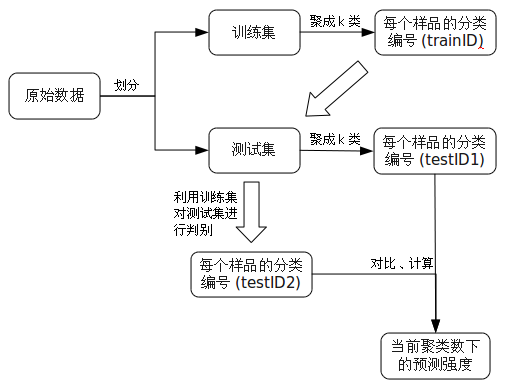 训练集
聚成 k 类
每个样品的分类
编号 (trainID)
原始数据
划分
测试集
聚成 k 类
每个样品的分类
编号 (testID1)
利用训练集
对测试集进
行判别
每个样品的分类
编号 (testID2)
对比、计算
当前聚类数下
的预测强度